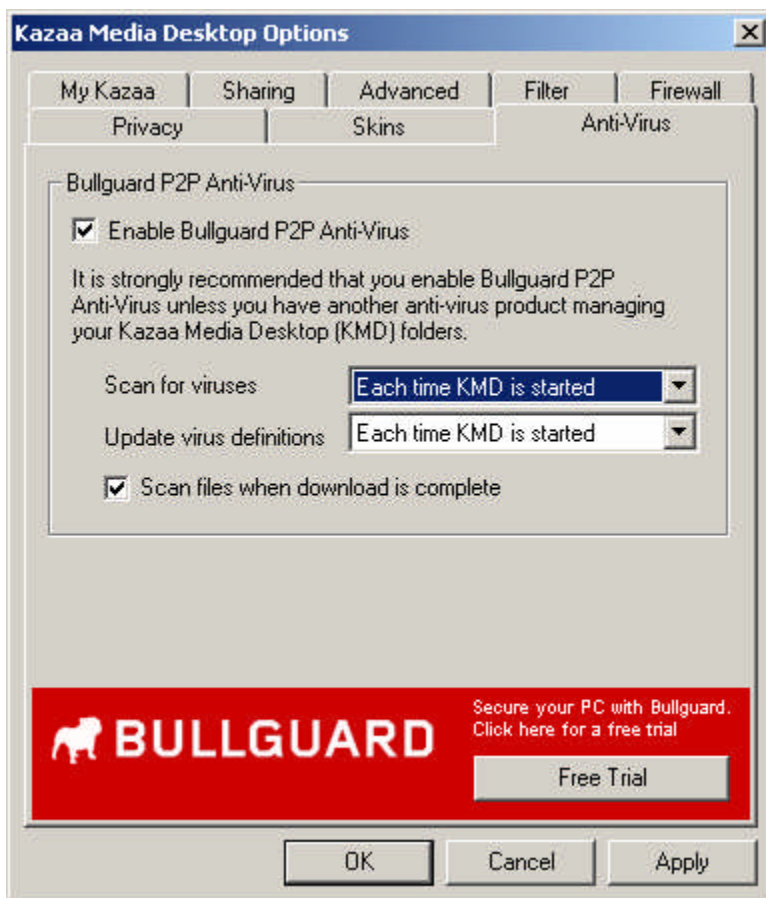 Kazaa Media Desktop Options
My Kazaa Sharing Advanced Filter Firewall
Privacy Skins Anti-Virus
Bullguard P2P Anti-Virus
Enable Bullguard P2P Anti-Virus
It is strongly recommended that you enable Bullguard P2P
Anti-Virus unless you have another anti-virus product managing
your Kazaa Media Desktop (KMD) folders.
Scan for viruses Each time KMD is started
Update virus definitions Each time KMD is started
Scan files when download is complete
BULLGUARD
Secure your PC with Bullguard.
Click here for a free trial
Free Trial
OK Cancel Apply